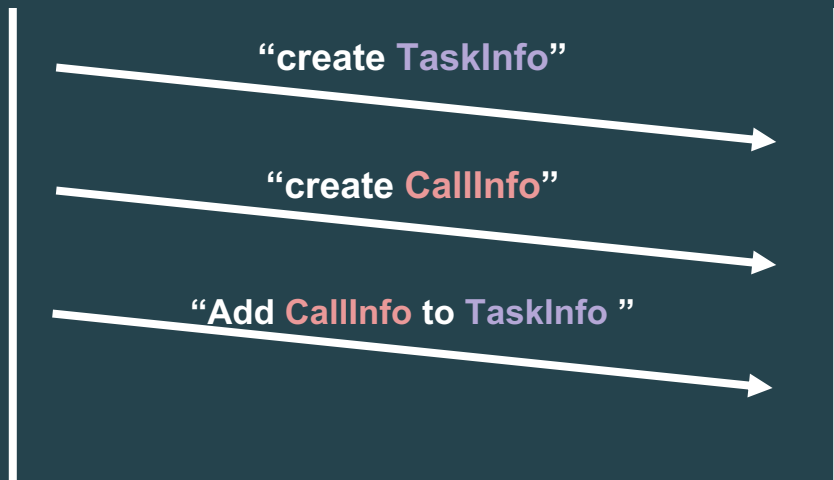 “create TaskInfo”
“create CallInfo”
“Add CallInfo to TaskInfo ”